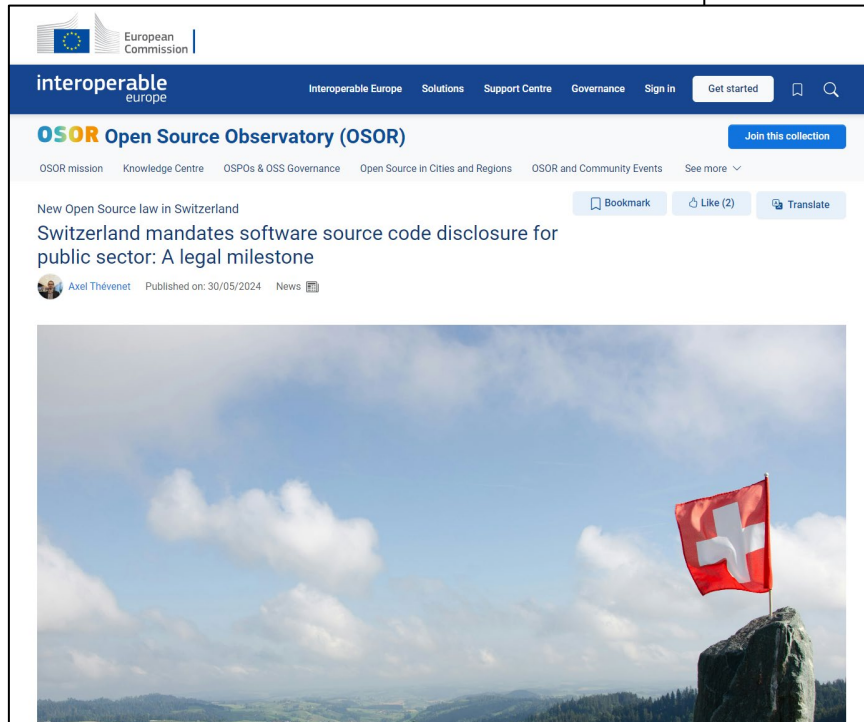 European
Commission
interoperable
europe
Interoperable Europe Solutions Support Centre Governance Sign in Get started
OSOR Open Source Observatory (OSOR)
Join this collection
OSOR mission Knowledge Centre OSPOs & OSS Governance Open Source in Cities and Regions OSOR and Community Events See more
Bookmark Like (2) Translate
New Open Source law in Switzerland
Switzerland mandates software source code disclosure for
public sector: A legal milestone
Axel Thévenet Published on: 30/05/2024 News